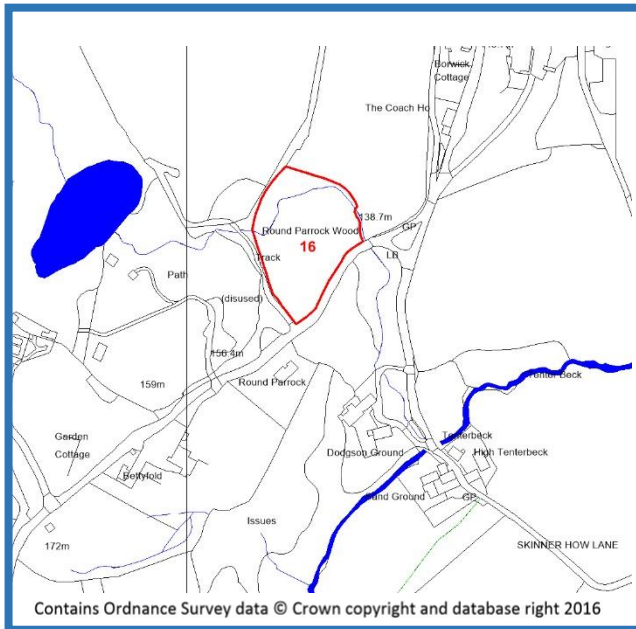 Borwick
Cottage
The Coach Ho
138.7m
GP
Round Parrock Wood
16
LB
Track
Path
(disused)
156.4m
159m
Round Parrock
Tenter Beck
Garden
Cottage
Tenterbeck
Dodgson Ground
High Tenterbeck
Bettyfold
Sand Ground
GP
Issues
172m
SKINNER HOW LANE
Contains Ordnance Survey data © Crown copyright and database right 2016